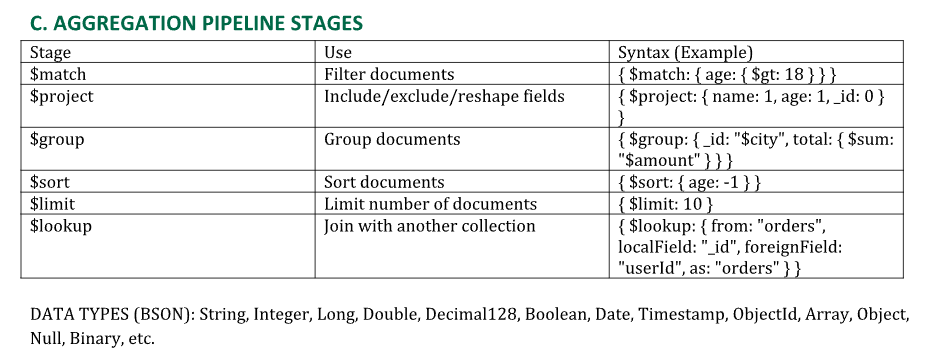 C. AGGREGATION PIPELINE STAGES
Stage Use Syntax (Example)
$match Filter documents { $match: { age: { $gt: 18 } } }
$project Include/exclude/reshape fields { $project: { name: 1, age: 1, _id: 0 }
}
$group Group documents { $group: { _id: "$city", total: { $sum:
"$amount" } } }
$sort Sort documents { $sort: { age: -1 } }
$limit Limit number of documents { $limit: 10 }
$lookup Join with another collection { $lookup: { from: "orders",
localField: "_id", foreignField:
"userId", as: "orders" } }
DATA TYPES (BSON): String, Integer, Long, Double, Decimal128, Boolean, Date, Timestamp, ObjectId, Array, Object,
Null, Binary, etc.